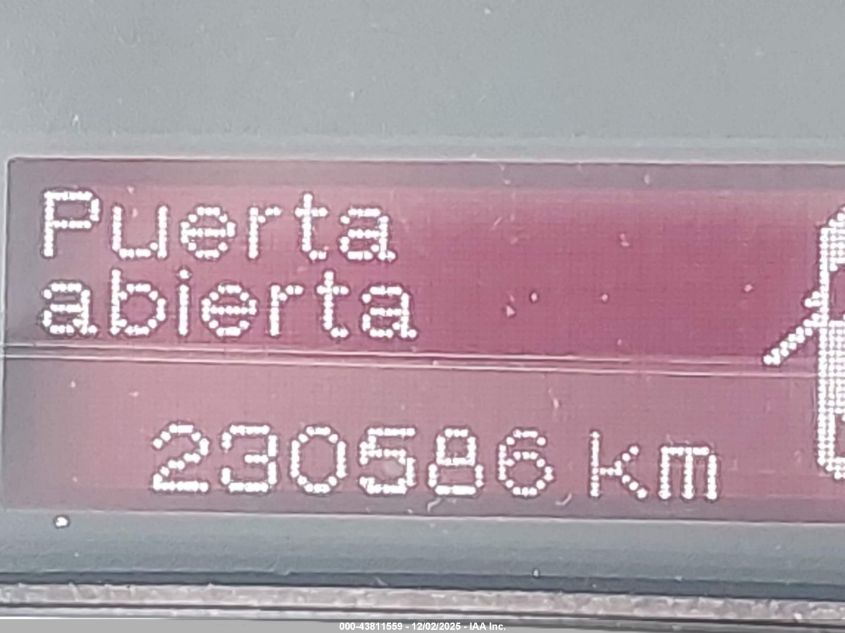 Puerta
abierta
230586 km
000-43811559 - 12/02/2025 - IAA Inc.